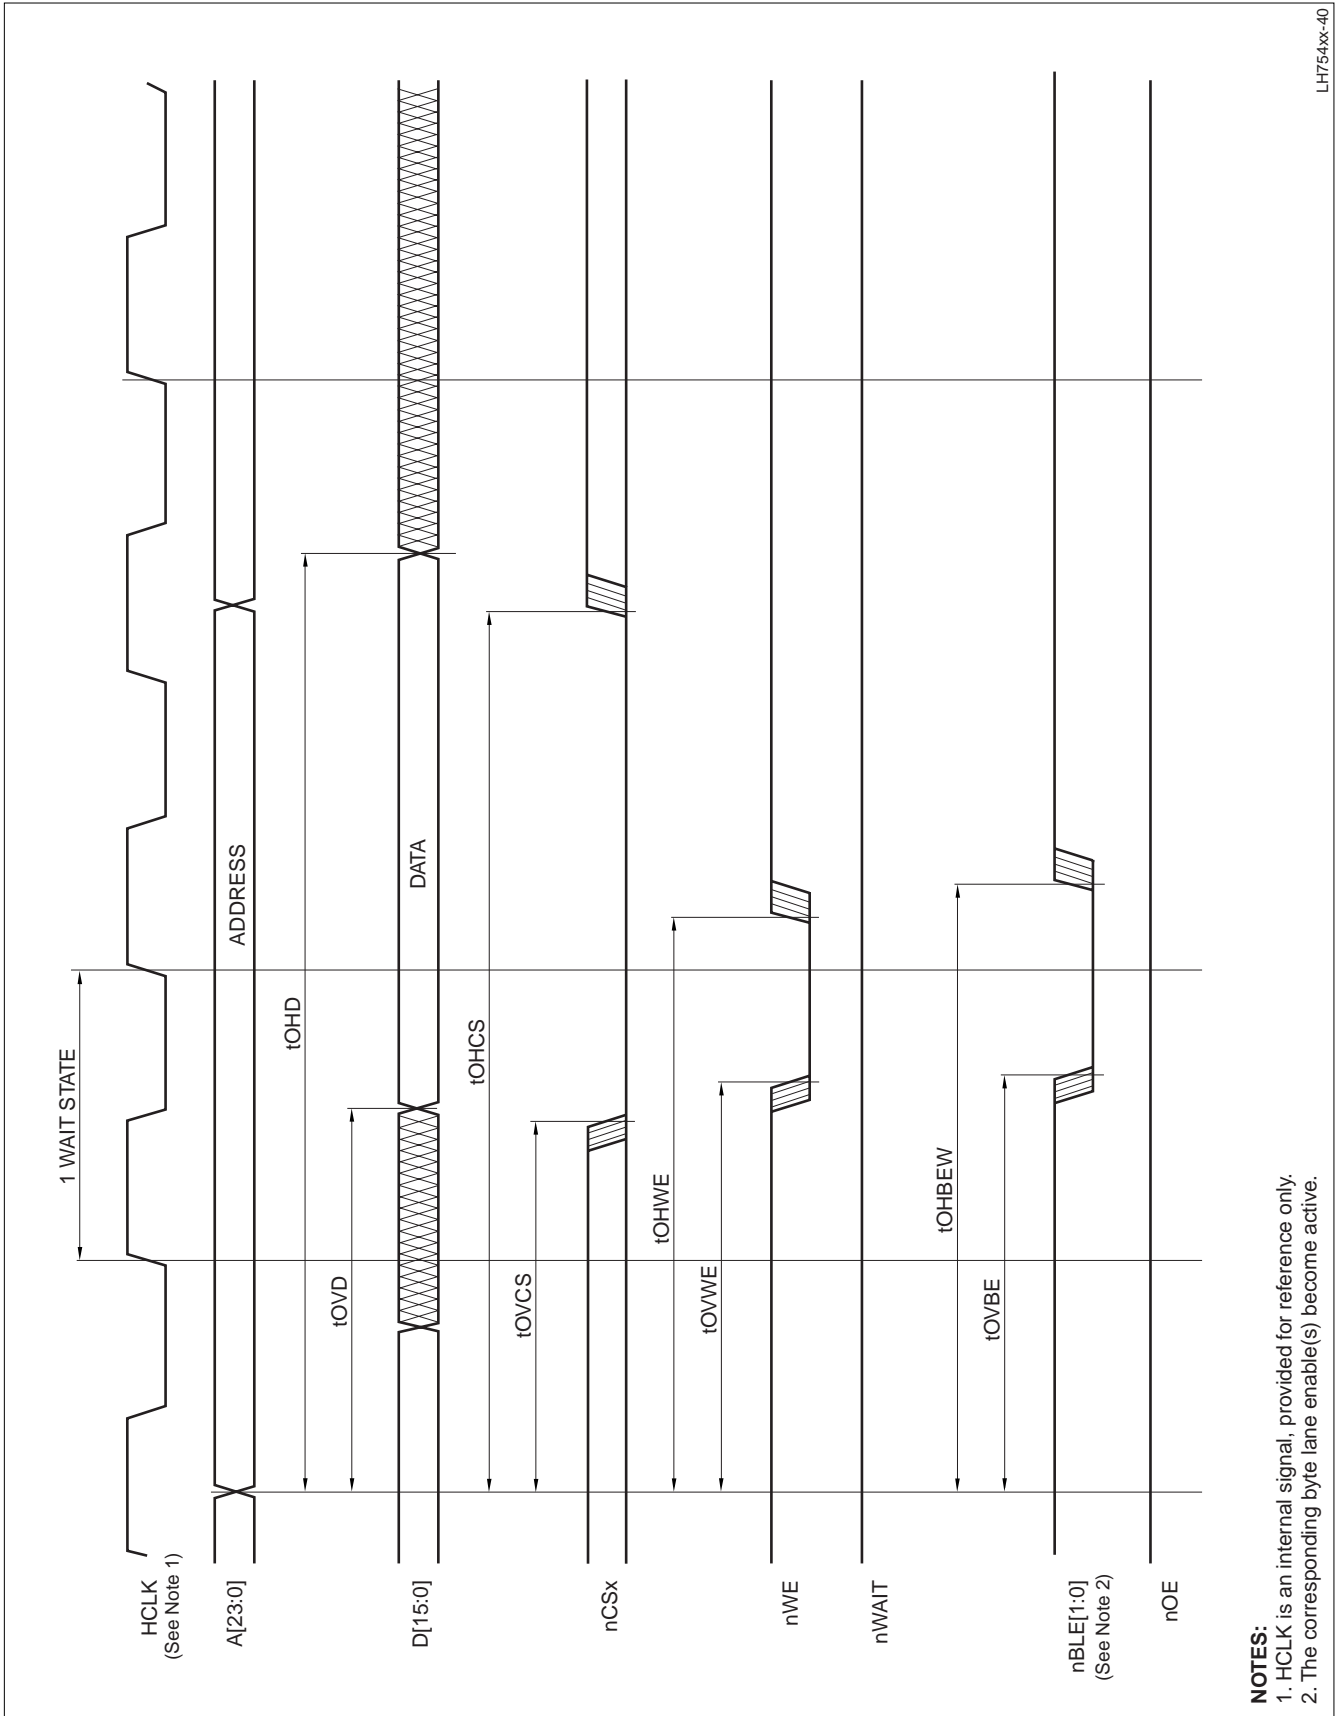 1 WAIT STATE
HCLK
(See Note 1)
A[23:0]
ADDRESS
tOHD
tOVD
D[15:0]
DATA
tOHCS
tOVCS
nCSx
tOHWE
tOVWE
nWE
nWAIT
tOHBEW
tOVBE
nBLE[1:0]
(See Note 2)
nOE
NOTES:
1. HCLK is an internal signal, provided for reference only.
2. The corresponding byte lane enable(s) become active.
LH754xx-40